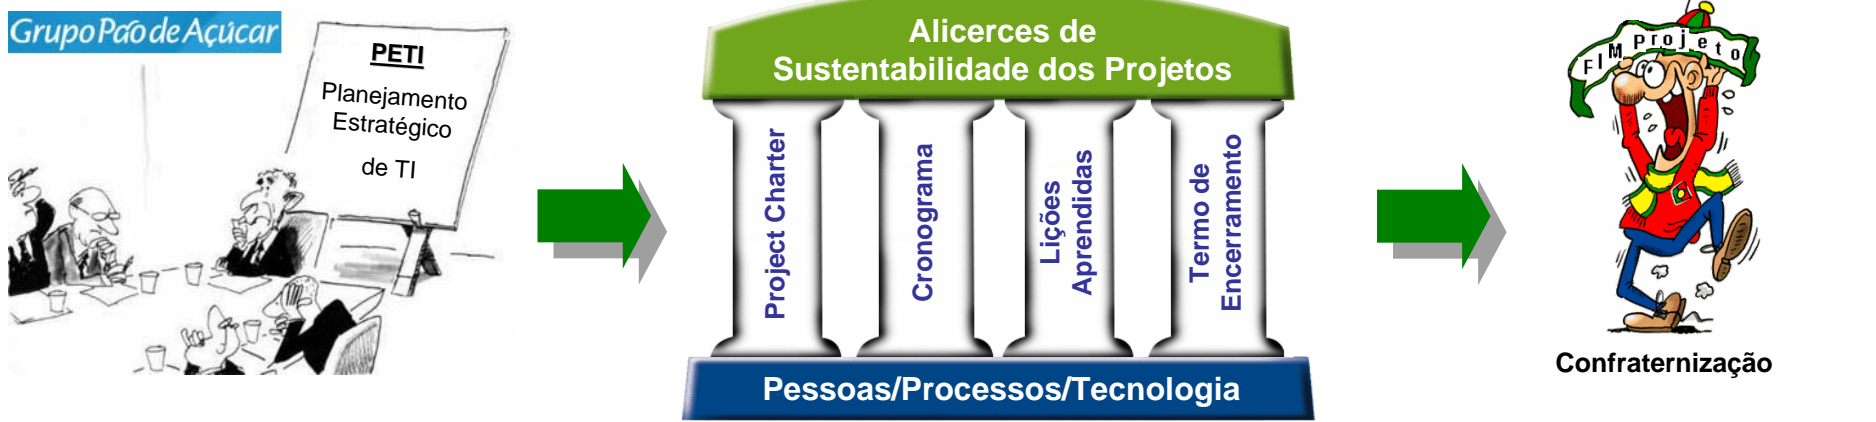 Grupo Pão de Açúcar
PETI
Planejamento
Estratégico
de TI
Alicerces de
Sustentabilidade dos Projetos
Project Charter
Cronograma
Lições
Aprendidas
Termo de
Encerramento
Pessoas/Processos/Tecnologia
FIM Projeto
Confraternização